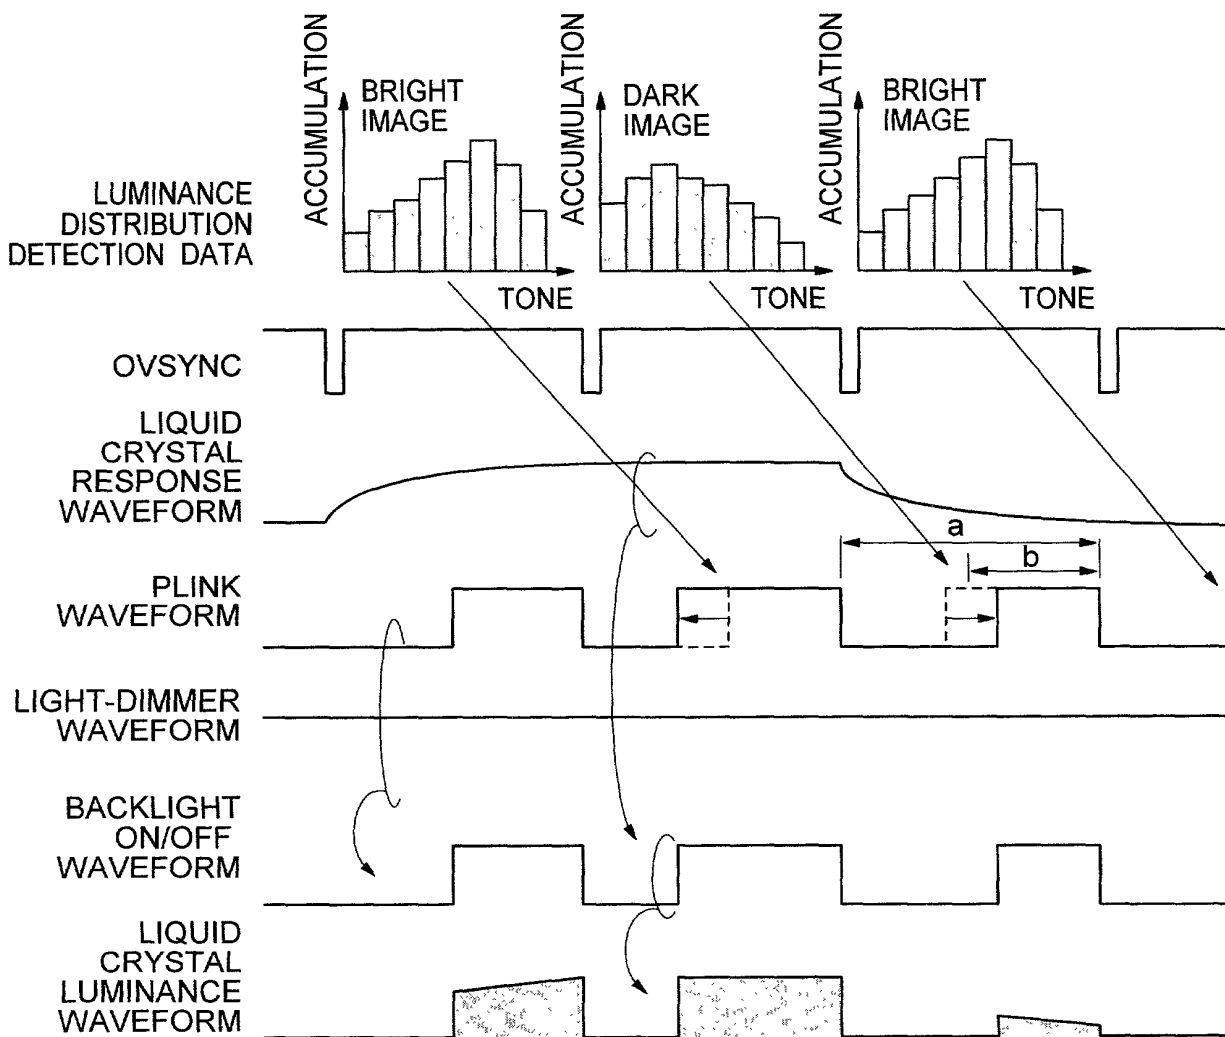 ACCUMULATION
BRIGHT
IMAGE
ACCUMULATION
DARK
IMAGE
ACCUMULATION
BRIGHT
IMAGE
LUMINANCE
DISTRIBUTION
DETECTION DATA
TONE
TONE
TONE
OVSYNC
LIQUID
CRYSTAL
RESPONSE
WAVEFORM
a
b
PLINK
WAVEFORM
LIGHT-DIMMER
WAVEFORM
BACKLIGHT
ON/OFF
WAVEFORM
LIQUID
CRYSTAL
LUMINANCE
WAVEFORM